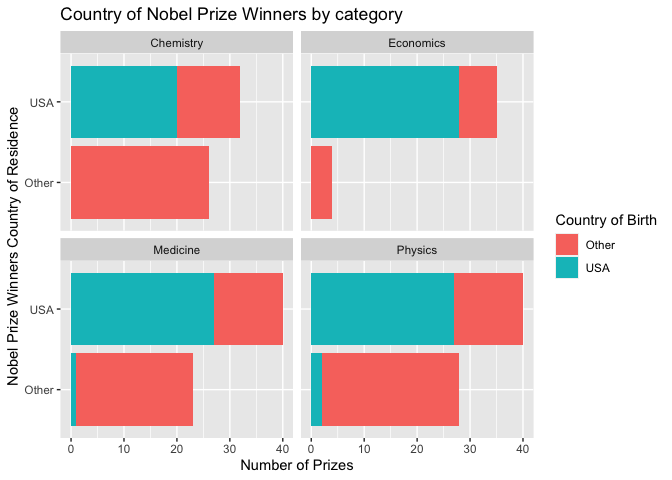 Country of Nobel Prize Winners by category
Chemistry
Economics
USA
Other
Medicine
Physics
USA
Other
0 10 20 30 40
0 10 20 30 40
Number of Prizes
Nobel Prize Winners Country of Residence
Country of Birth
Other
USA